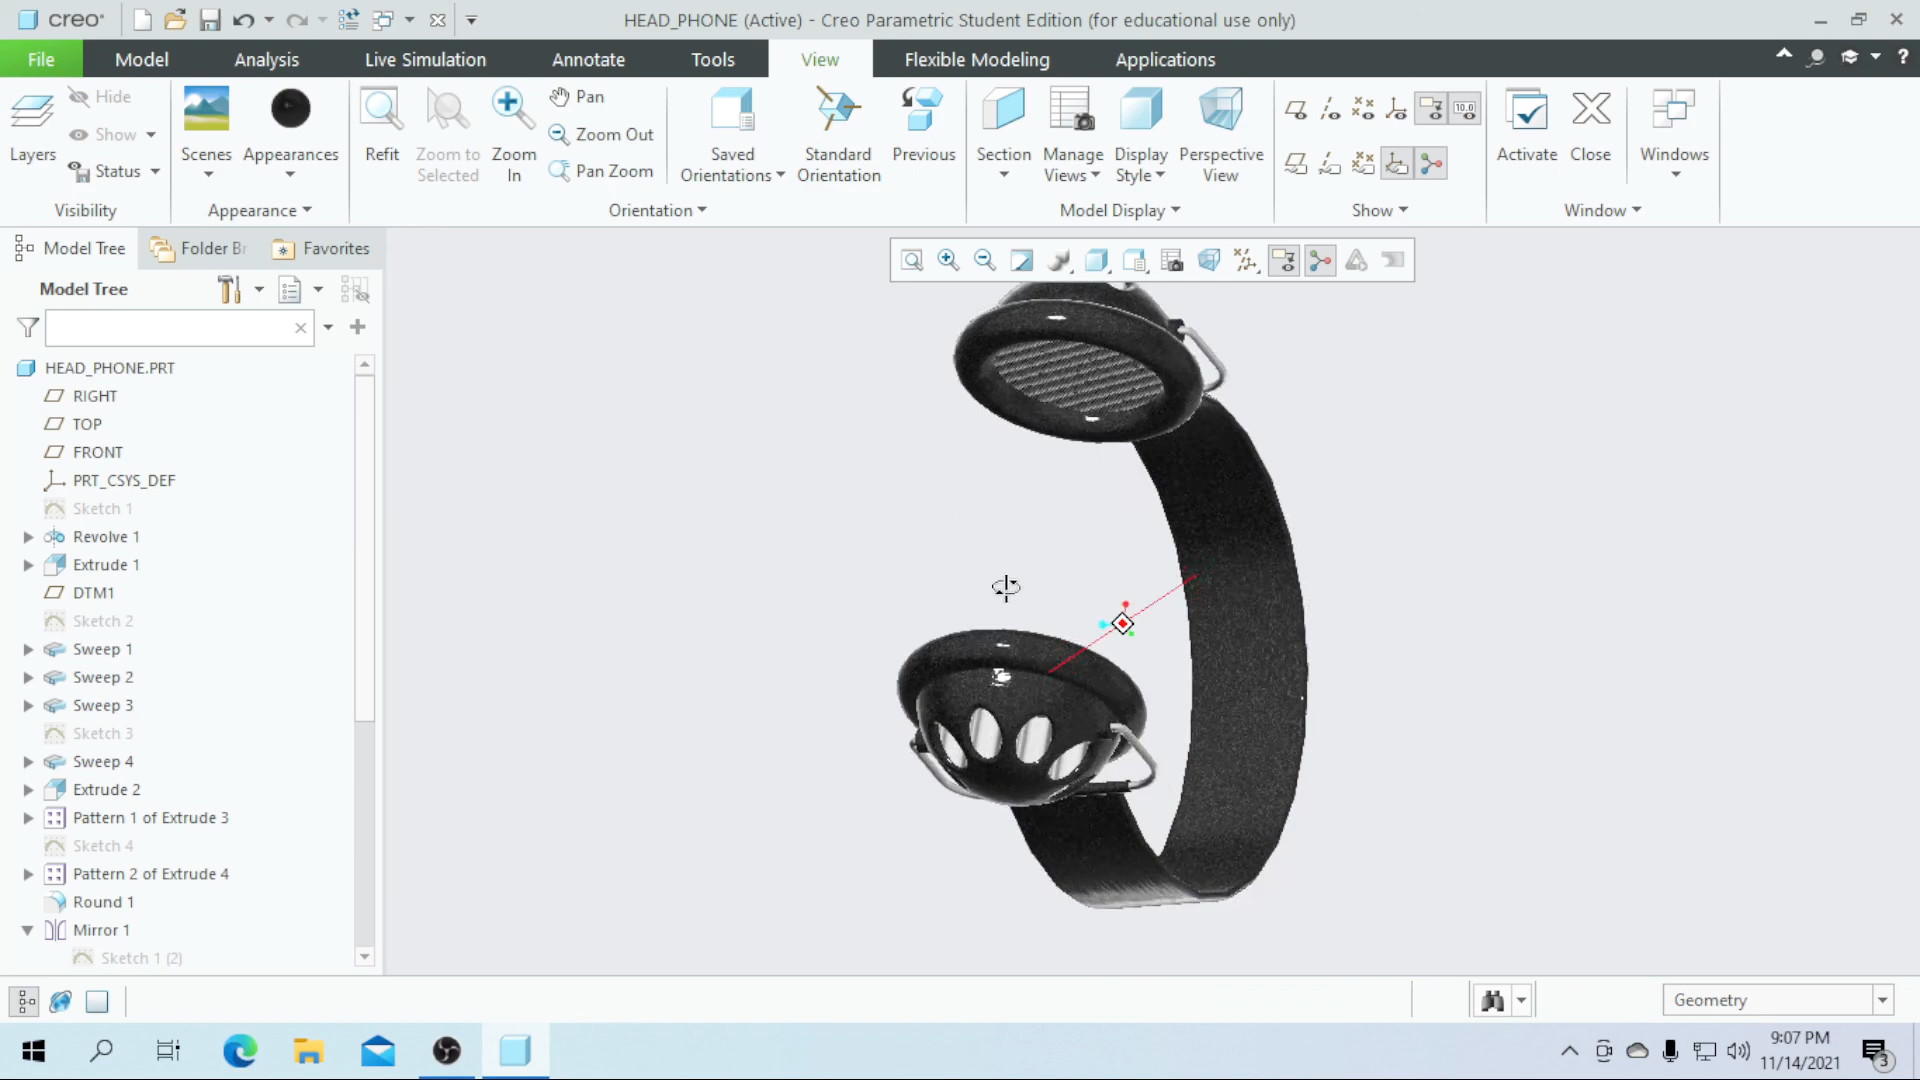 creo
HEAD_PHONE (Active) - Creo Parametric Student Edition (for educational use only)
File Model Analysis Live Simulation Annotate Tools View Flexible Modeling Applications
Layers Hide Show Status
Visibility
Scenes Appearances
Appearance
Refit Zoom to Selected Zoom In Pan Zoom Out Pan Zoom Saved Orientations Standard Orientation Previous
Orientation
Section Manage Views Display Style Perspective View
Model Display
10.0
Show
Activate Close Windows
Window
Model Tree Folder Br Favorites
Model Tree
HEAD_PHONE.PRT
RIGHT
TOP
FRONT
PRT_CSYS_DEF
Sketch 1
Revolve 1
Extrude 1
DTM1
Sketch 2
Sweep 1
Sweep 2
Sweep 3
Sketch 3
Sweep 4
Extrude 2
Pattern 1 of Extrude 3
Sketch 4
Pattern 2 of Extrude 4
Round 1
Mirror 1
Sketch 1 (2)
Geometry
9:07 PM
11/14/2021
3